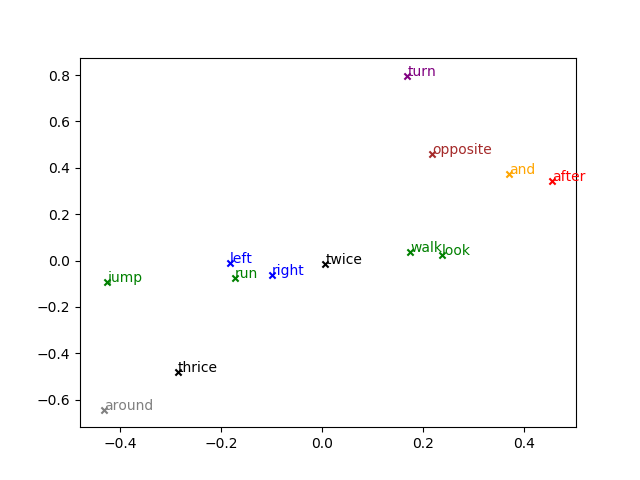 0.8
turn
0.6
opposite
0.4
and
after
0.2
walk
look
0.0
left
twice
right
run
jump
−0.2
−0.4
thrice
−0.6
around
−0.4
−0.2
0.0
0.2
0.4